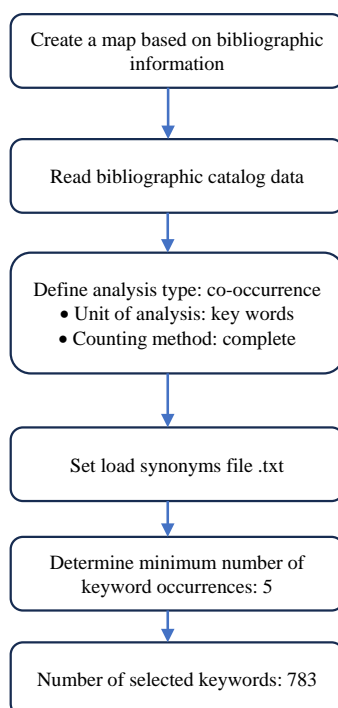 Create a map based on bibliographic
information
Read bibliographic catalog data
Define analysis type: co-occurrence
• Unit of analysis: key words
• Counting method: complete
Set load synonyms file .txt
Determine minimum number of
keyword occurrences: 5
Number of selected keywords: 783